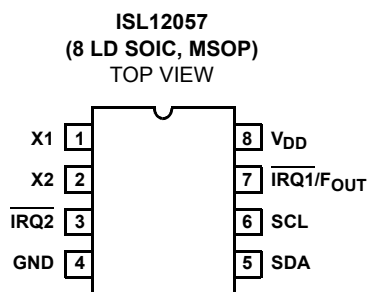 ISL12057
(8 LD SOIC, MSOP)
TOP VIEW
X1 1 8 VDD
X2 2 7 IRQ1/FOUT
IRQ2 3 6 SCL
GND 4 5 SDA